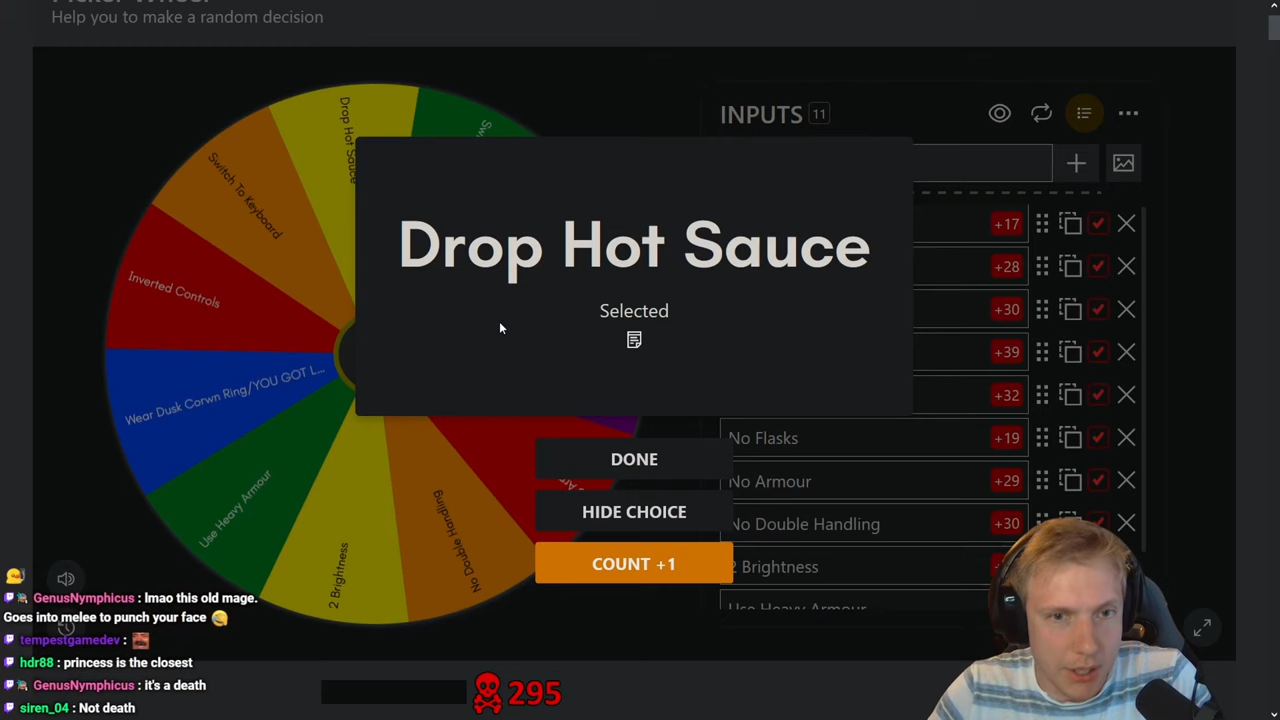 Help you to make a random decision
Drop Hot Sauce
Switch To Keyboard
Inverted Controls
Wear Dusk Corwn Ring/YOU GOT L...
Use Heavy Armour
2 Brightness
No Double Handling
INPUTS 11
Drop Hot Sauce
Selected
DONE
HIDE CHOICE
COUNT +1
+17
+28
+30
+39
+32
No Flasks +19
No Armour +29
No Double Handling +30
2 Brightness
Use Heavy Armour
GenusNymphicus : lmao this old mage.
Goes into melee to punch your face
tempestgamedev :
hdr88 : princess is the closest
GenusNymphicus : it's a death
siren_04 : Not death
295